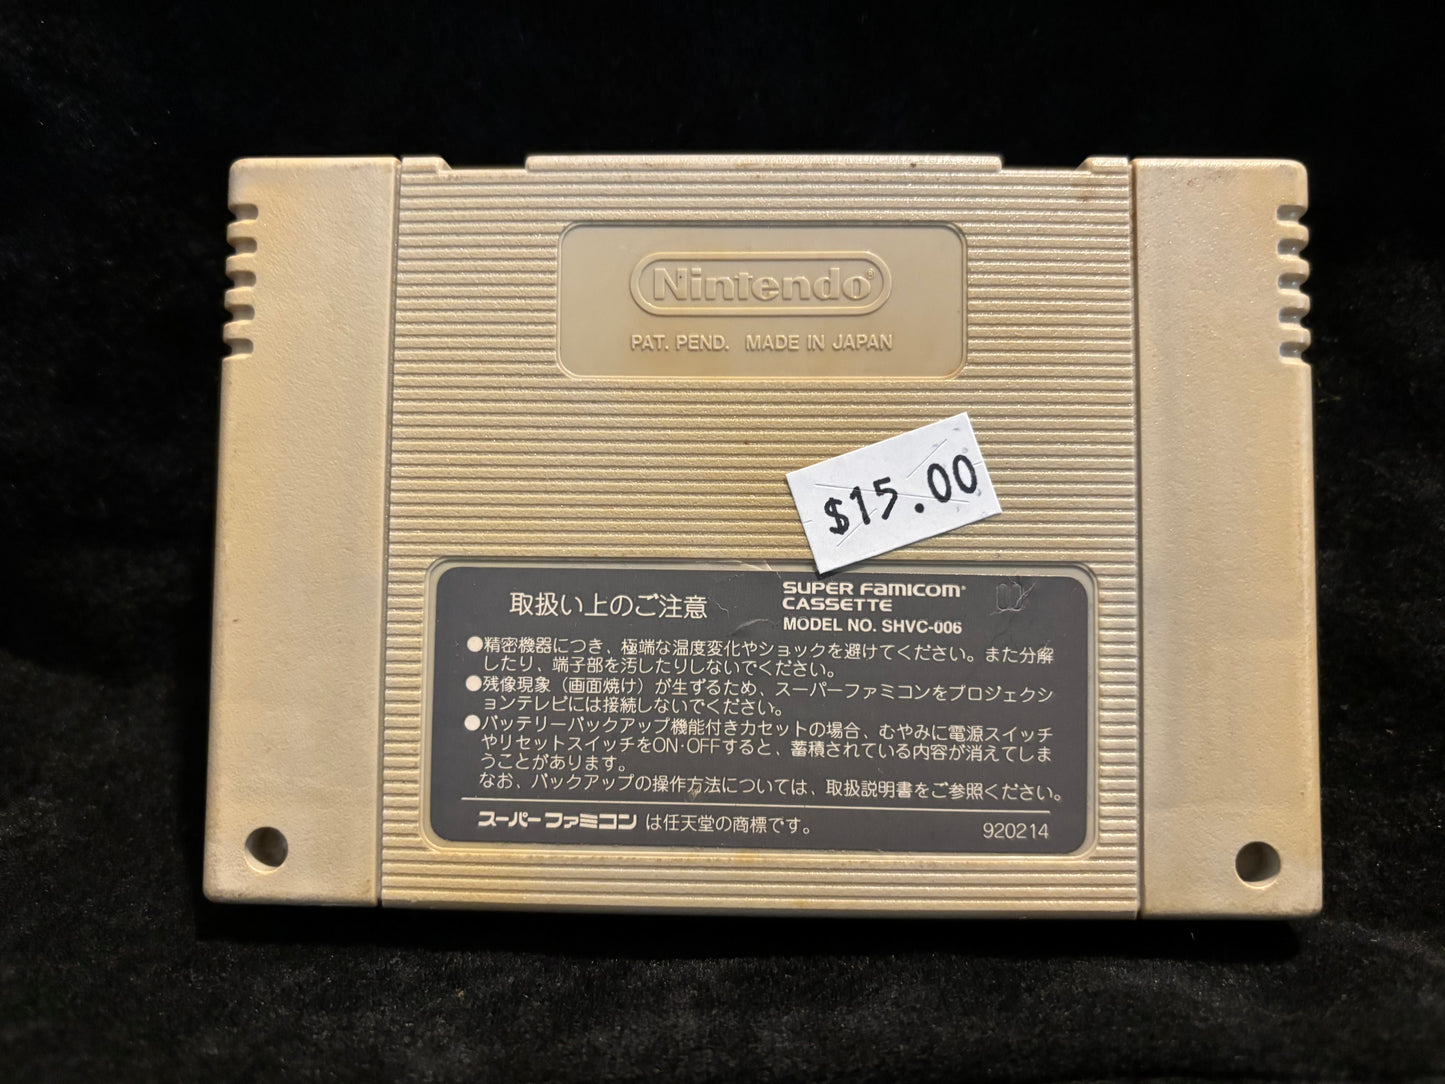 Nintendo®
PAT. PEND. MADE IN JAPAN
$15.00
取扱い上のご注意
SUPER FAMICOM®
CASSETTE
MODEL NO. SHVC-006
●精密機器につき、極端な温度変化やショックを避けてください。また分解
したり、端子部を汚したりしないでください。
●残像現象（画面焼け）が生ずるため、スーパーファミコンをプロジェクシ
ョンテレビには接続しないでください。
●バッテリーバックアップ機能付きカセットの場合、むやみに電源スイッチ
やリセットスイッチをON·OFFすると、蓄積されている内容が消えてしま
うことがあります。
なお、バックアップの操作方法については、取扱説明書をご参照ください。
スーパーファミコン は任天堂の商標です。
920214